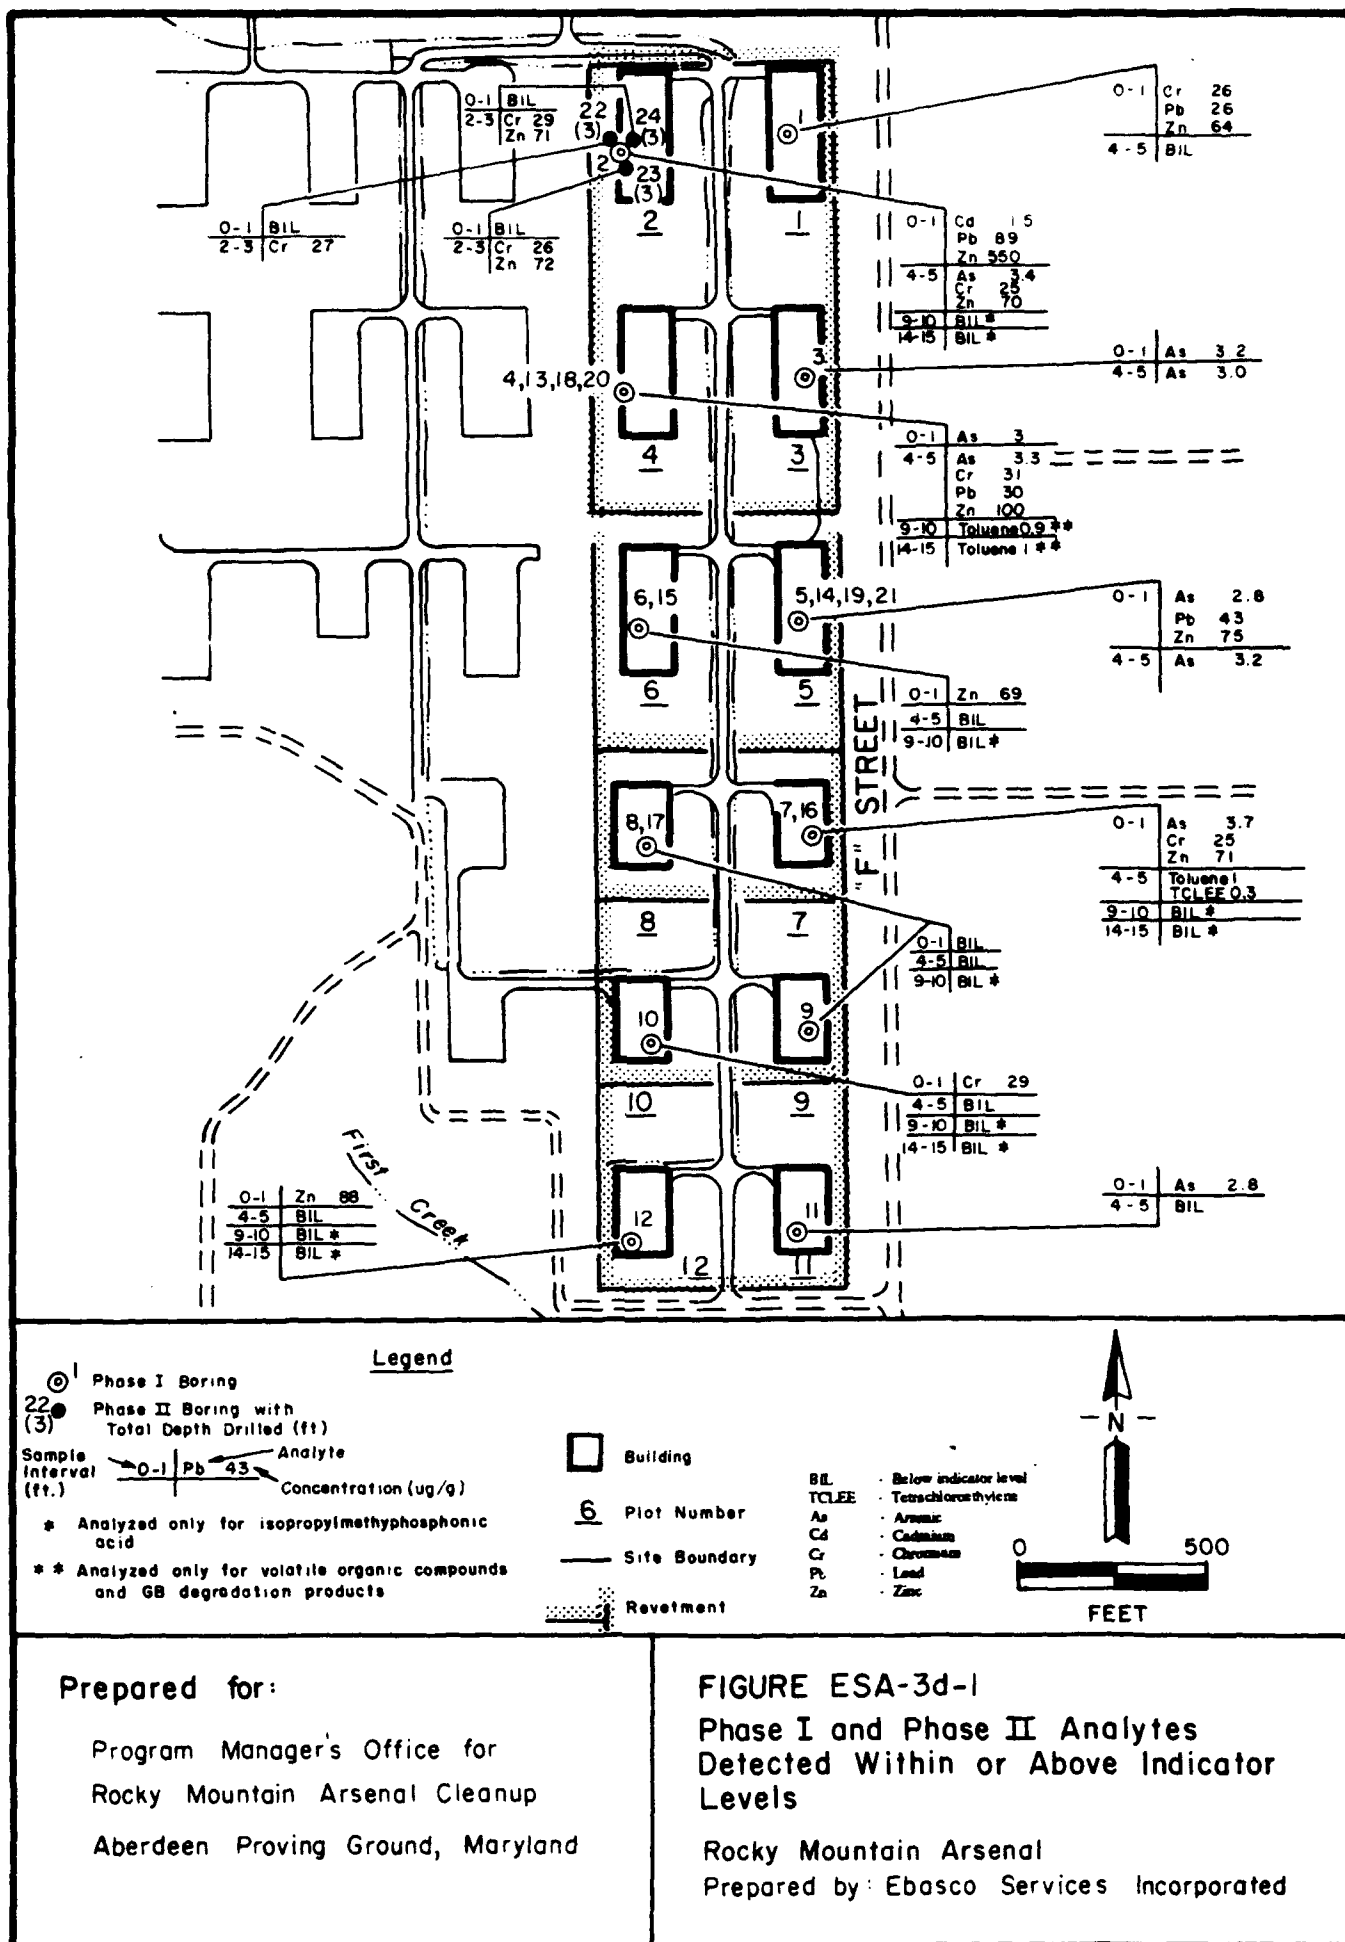 0-1 BIL
2-3 Cr 29
Zn 71
22
(3)
24
(3)
2
23
(3)
2
1
1
0-1 Cr 26
Pb 26
Zn 64
4-5 BIL
0-1 BIL
2-3 Cr 27
0-1 BIL
2-3 Cr 26
Zn 72
0-1 Cd 1.5
Pb 89
Zn 550
4-5 As 3.4
Cr 25
Zn 70
9-10 BIL *
14-15 BIL *
3
0-1 As 3.2
4-5 As 3.0
4,13,18,20
4
3
0-1 As 3
4-5 As 3.3
Cr 31
Pb 30
Zn 100
9-10 Toluene 0.9 **
14-15 Toluene 1 **
6,15
5,14,19,21
0-1 As 2.8
Pb 43
Zn 75
4-5 As 3.2
6
5
0-1 Zn 69
4-5 BIL
9-10 BIL *
"F" STREET
8,17
7,16
0-1 As 3.7
Cr 25
Zn 71
4-5 Toluene 1
TCLEE 0.3
9-10 BIL *
14-15 BIL *
8
7
0-1 BIL
4-5 BIL
9-10 BIL *
10
9
0-1 Cr 29
4-5 BIL
9-10 BIL *
14-15 BIL *
10
9
First Creek
0-1 Zn 88
4-5 BIL
9-10 BIL *
14-15 BIL *
12
11
0-1 As 2.8
4-5 BIL
12
11
Legend
1 Phase I Boring
22
(3)
Phase II Boring with
Total Depth Drilled (ft)
Sample
Interval
(ft.)
0-1 Pb 43
Analyte
Concentration (ug/g)
* Analyzed only for isopropylmethyphosphonic
acid
** Analyzed only for volatile organic compounds
and GB degradation products
Building
6 Plot Number
Site Boundary
Revetment
BIL - Below indicator level
TCLEE - Tetrachloroethylene
As - Arsenic
Cd - Cadmium
Cr - Chromium
Pb - Lead
Zn - Zinc
N
0 500
FEET
Prepared for:
Program Manager's Office for
Rocky Mountain Arsenal Cleanup
Aberdeen Proving Ground, Maryland
FIGURE ESA-3d-1
Phase I and Phase II Analytes
Detected Within or Above Indicator
Levels
Rocky Mountain Arsenal
Prepared by: Ebasco Services Incorporated